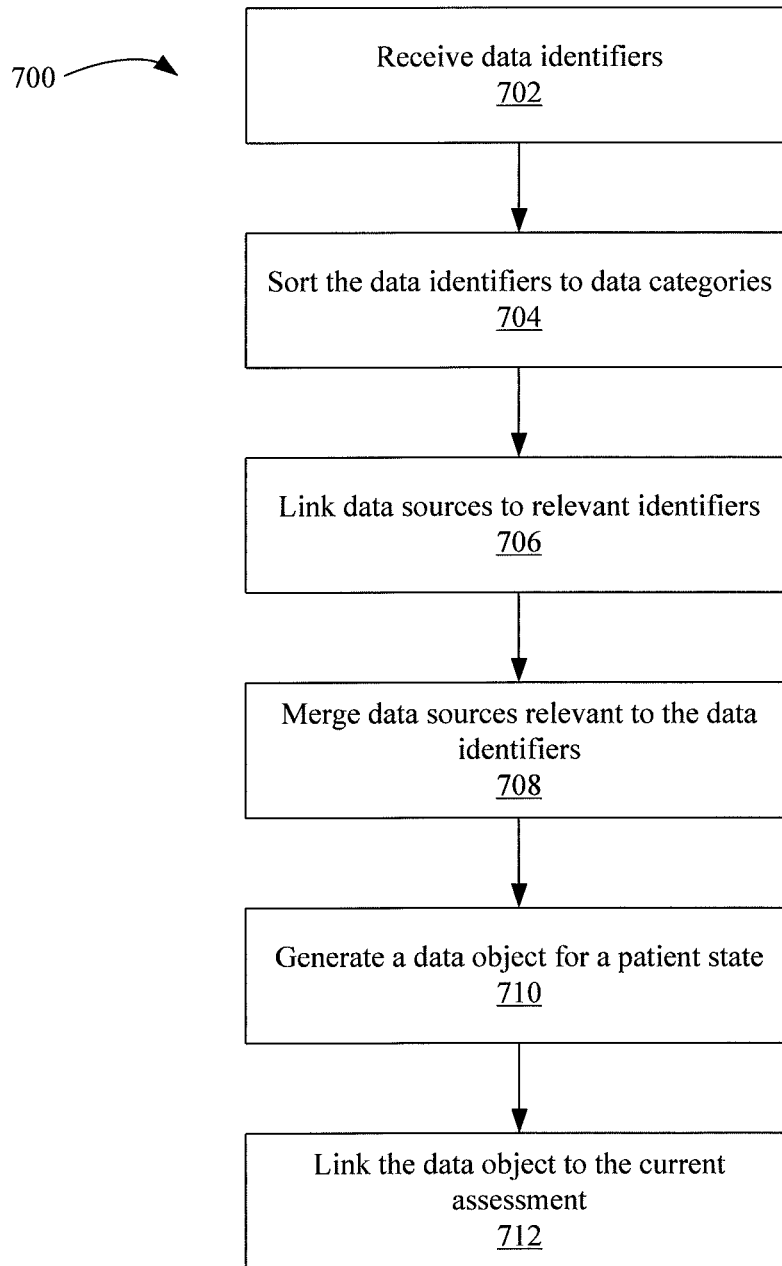 700
Receive data identifiers
702
Sort the data identifiers to data categories
704
Link data sources to relevant identifiers
706
Merge data sources relevant to the data
identifiers
708
Generate a data object for a patient state
710
Link the data object to the current
assessment
712